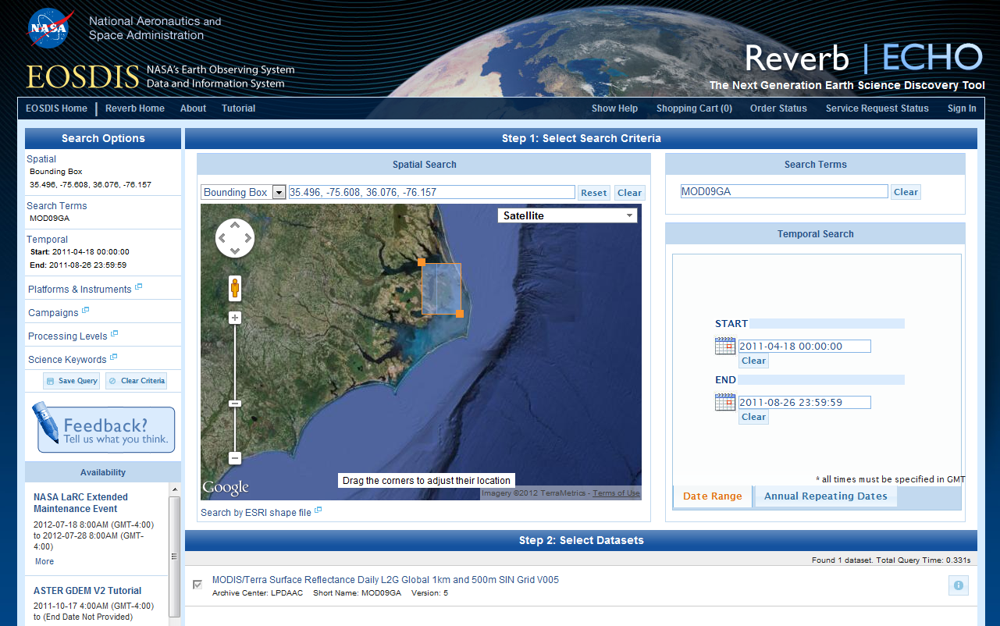 NASA
National Aeronautics and
Space Administration
EOSDIS
NASA's Earth Observing System
Data and Information System
Reverb | ECHO
The Next Generation Earth Science Discovery Tool
EOSDIS Home | Reverb Home About Tutorial
Show Help Shopping Cart (0) Order Status Service Request Status Sign In
Search Options
Spatial
Bounding Box
35.496, -75.608, 36.076, -76.157
Search Terms
MOD09GA
Temporal
Start: 2011-04-18 00:00:00
End: 2011-08-26 23:59:59
Platforms & Instruments
Campaigns
Processing Levels
Science Keywords
Save Query Clear Criteria
Feedback?
Tell us what you think.
Availability
NASA LaRC Extended
Maintenance Event
2012-07-18 8:00AM (GMT-4:00)
to 2012-07-28 8:00AM (GMT-
4:00)
More
ASTER GDEM V2 Tutorial
2011-10-17 4:00AM (GMT-4:00)
to (End Date Not Provided)
Step 1: Select Search Criteria
Spatial Search
Bounding Box 35.496, -75.608, 36.076, -76.157 Reset Clear
Satellite
Drag the corners to adjust their location
Google
Imagery ©2012 TerraMetrics - Terms of Use
Search by ESRI shape file
Search Terms
MOD09GA Clear
Temporal Search
START
2011-04-18 00:00:00
Clear
END
2011-08-26 23:59:59
Clear
* all times must be specified in GMT
Date Range Annual Repeating Dates
Step 2: Select Datasets
Found 1 dataset. Total Query Time: 0.331s
MODIS/Terra Surface Reflectance Daily L2G Global 1km and 500m SIN Grid V005
Archive Center: LPDAAC Short Name: MOD09GA Version: 5